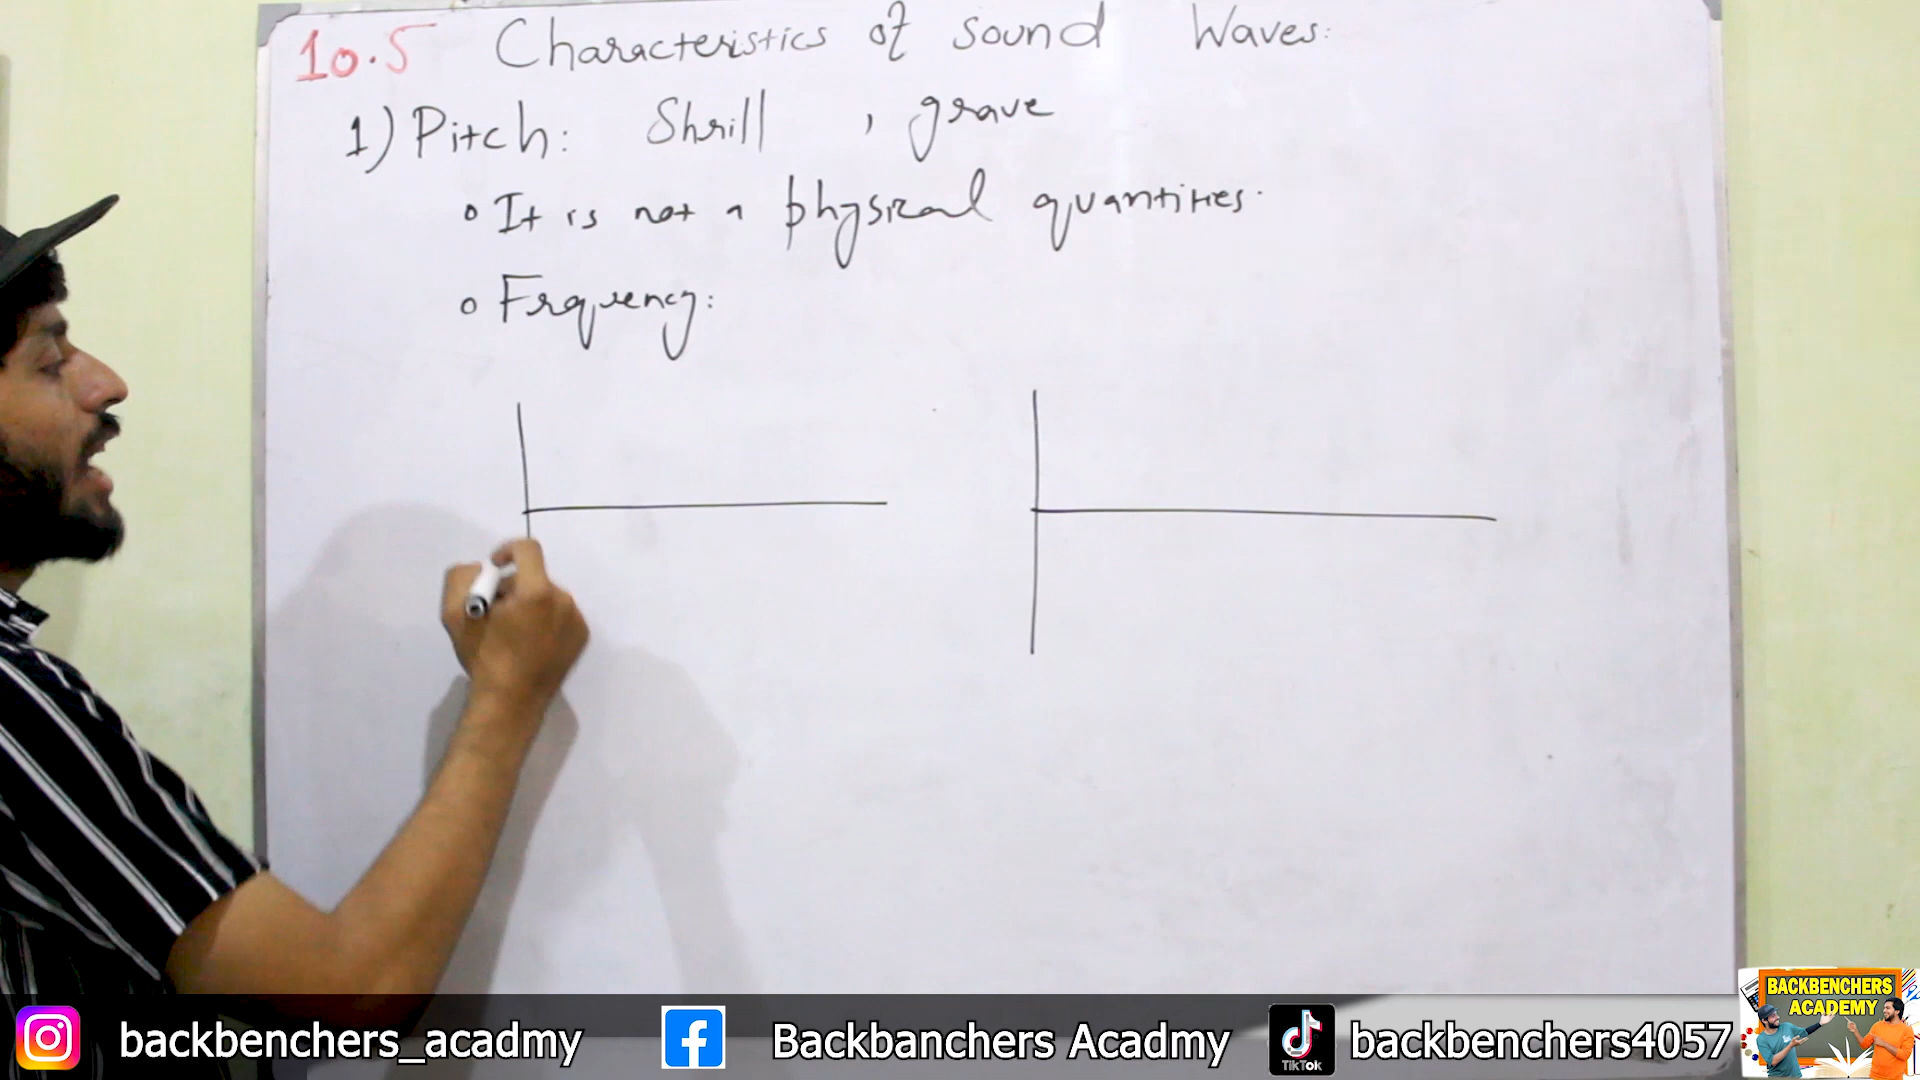 10.5 Characteristics of Sound Waves:
1) Pitch: Shrill , grave
o It is not a physical quantities.
o Frquency:
BACKBENCHERS
ACADEMY
backbenchers_acadmy Backbanchers Acadmy TikTok backbenchers4057